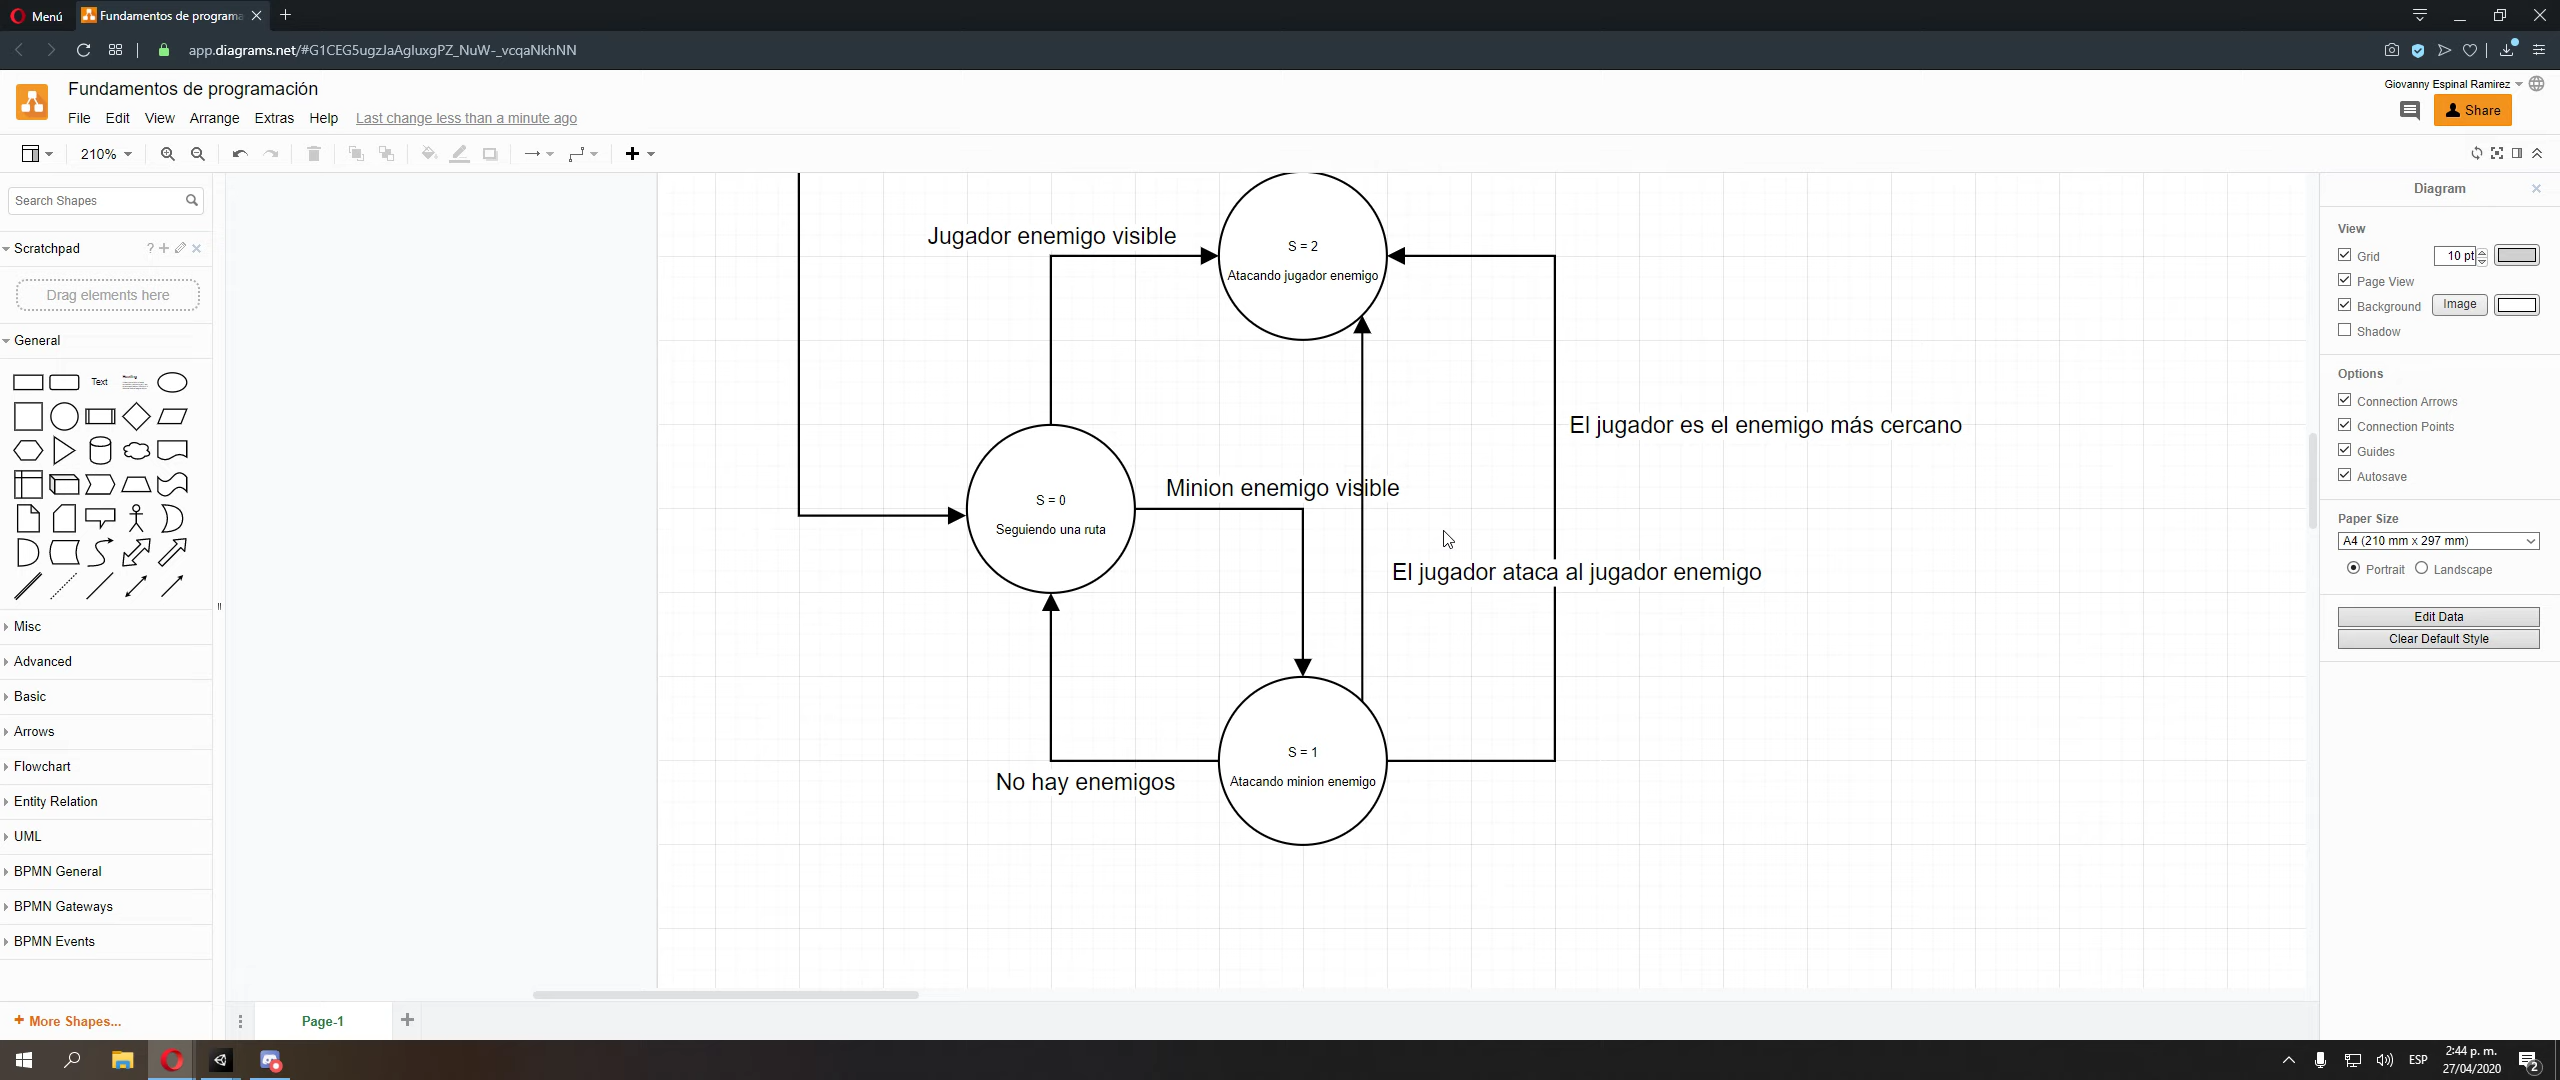 Menú
Fundamentos de programa
app.diagrams.net/#G1CEG5ugzJaAgluxgPZ_NuW-_vcqaNkhNN
Fundamentos de programación
Giovanny Espinal Ramirez
File Edit View Arrange Extras Help Last change less than a minute ago
Share
210%
Search Shapes
Scratchpad
?
Drag elements here
General
Text
Heading
Misc
Advanced
Basic
Arrows
Flowchart
Entity Relation
UML
BPMN General
BPMN Gateways
BPMN Events
+ More Shapes...
Jugador enemigo visible
S = 2
Atacando jugador enemigo
El jugador es el enemigo más cercano
Minion enemigo visible
S = 0
Seguiendo una ruta
El jugador ataca al jugador enemigo
S = 1
Atacando minion enemigo
No hay enemigos
Page-1
Diagram
View
Grid 10 pt
Page View
Background Image
Shadow
Options
Connection Arrows
Connection Points
Guides
Autosave
Paper Size
A4 (210 mm x 297 mm)
Portrait Landscape
Edit Data
Clear Default Style
ESP
2:44 p. m.
27/04/2020
2